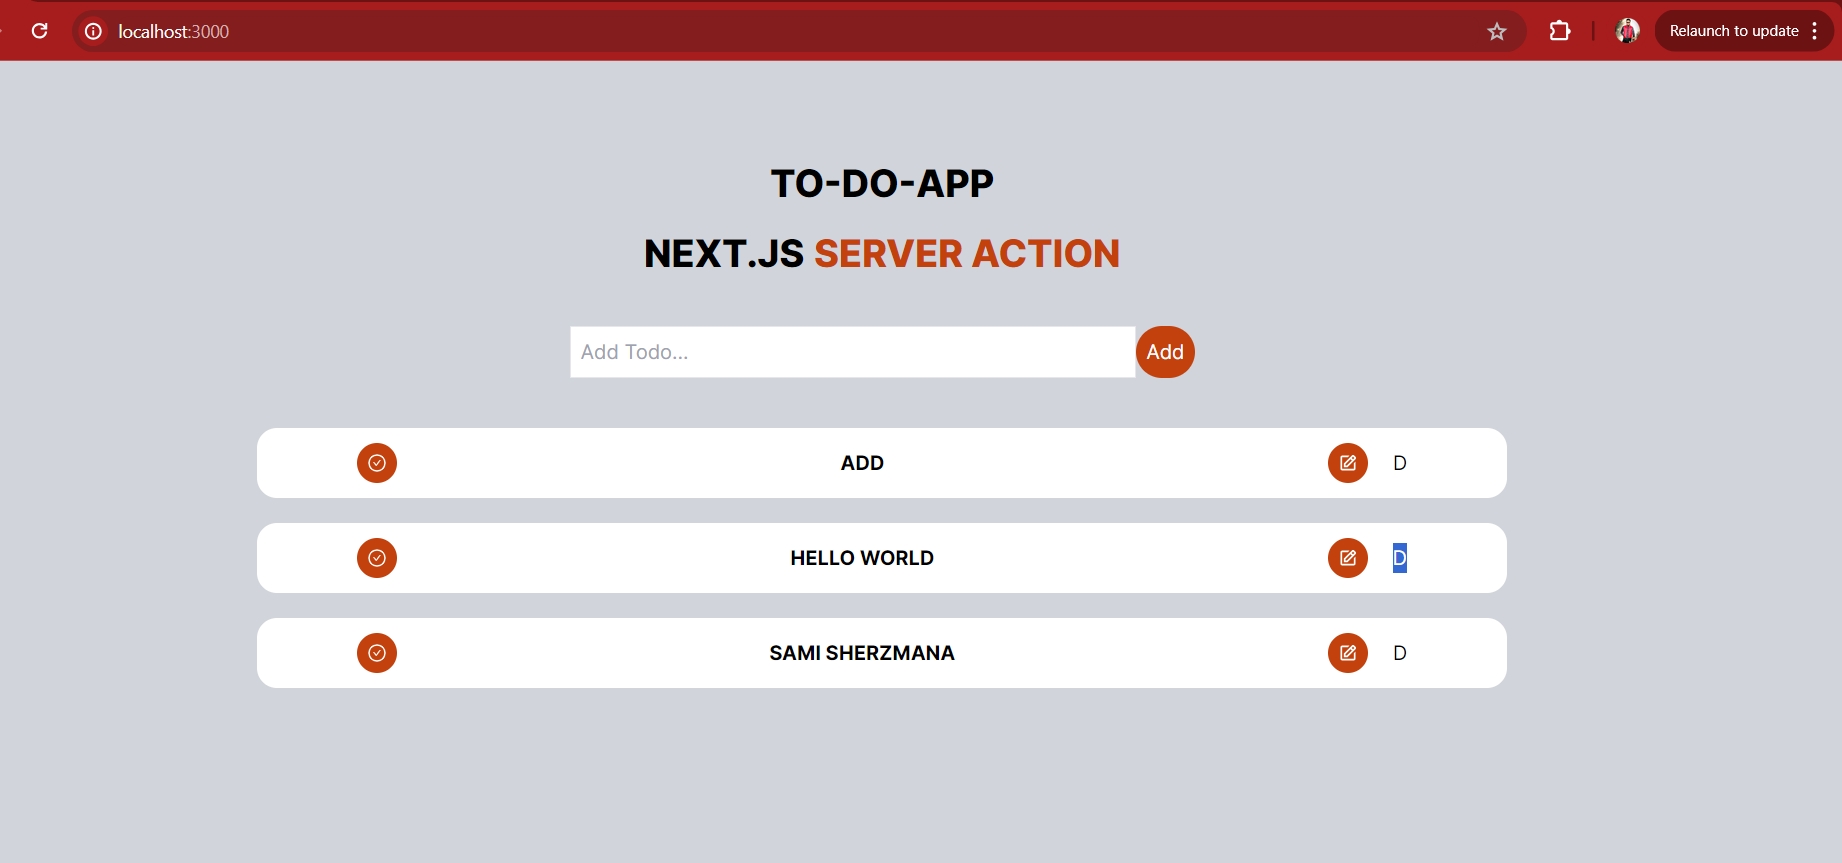 localhost:3000
Relaunch to update
TO-DO-APP
NEXT.JS SERVER ACTION
Add Todo...
Add
ADD
D
HELLO WORLD
D
SAMI SHERZMANA
D